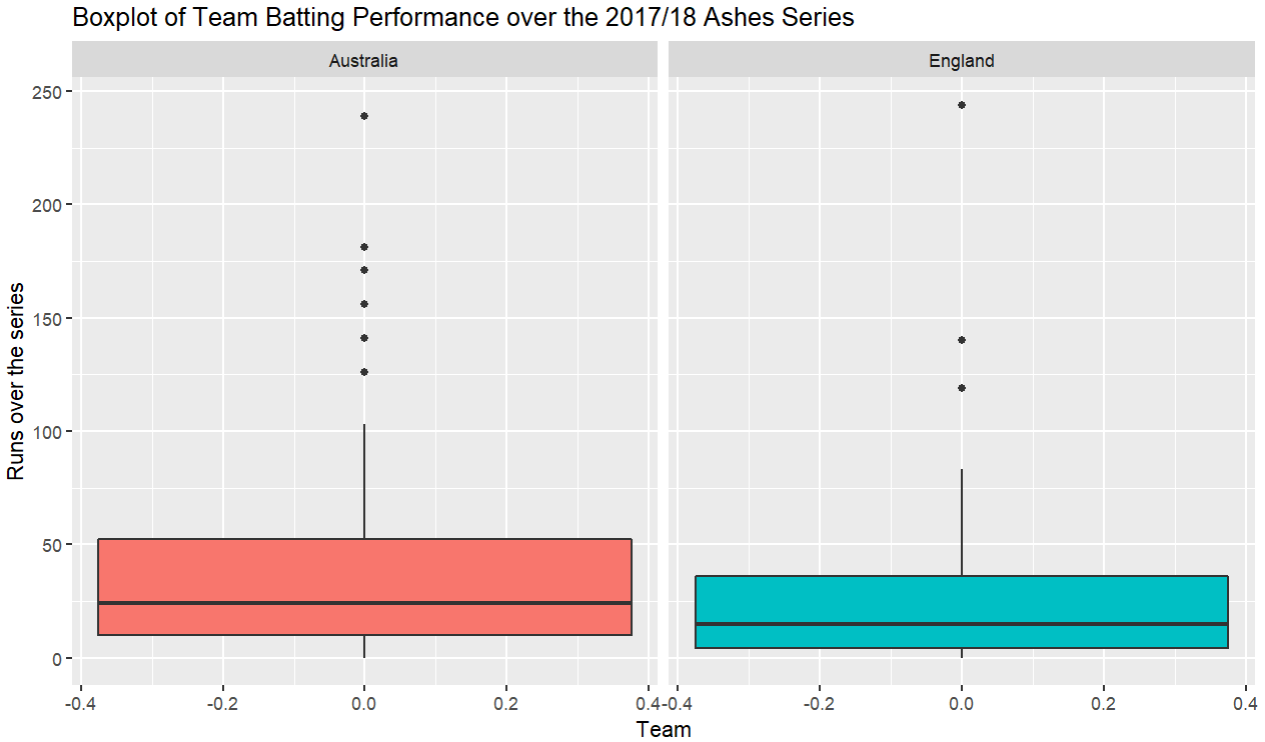 Boxplot of Team Batting Performance over the 2017/18 Ashes Series
Australia
England
Runs over the series
250
200
150
100
50
0
-0.4 -0.2 0.0 0.2 0.4
-0.4 -0.2 0.0 0.2 0.4
Team